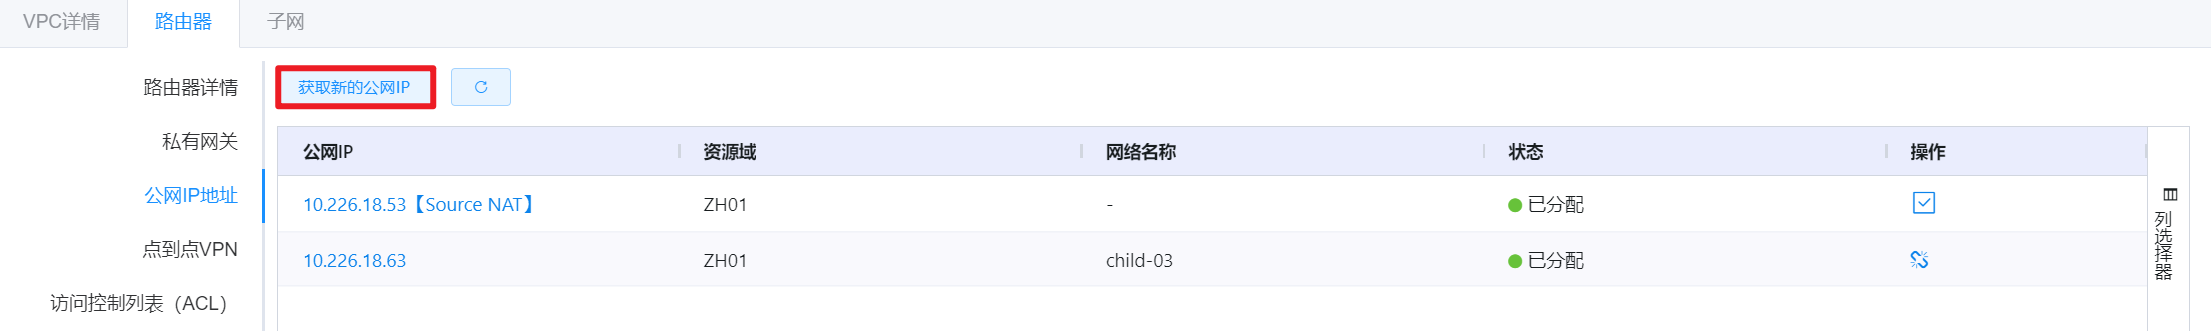 VPC详情 路由器 子网
路由器详情
私有网关
公网IP地址
点到点VPN
访问控制列表（ACL）
获取新的公网IP
公网IP 资源域 网络名称 状态 操作
10.226.18.53【Source NAT】 ZH01 - 已分配
10.226.18.63 ZH01 child-03 已分配
列选择器